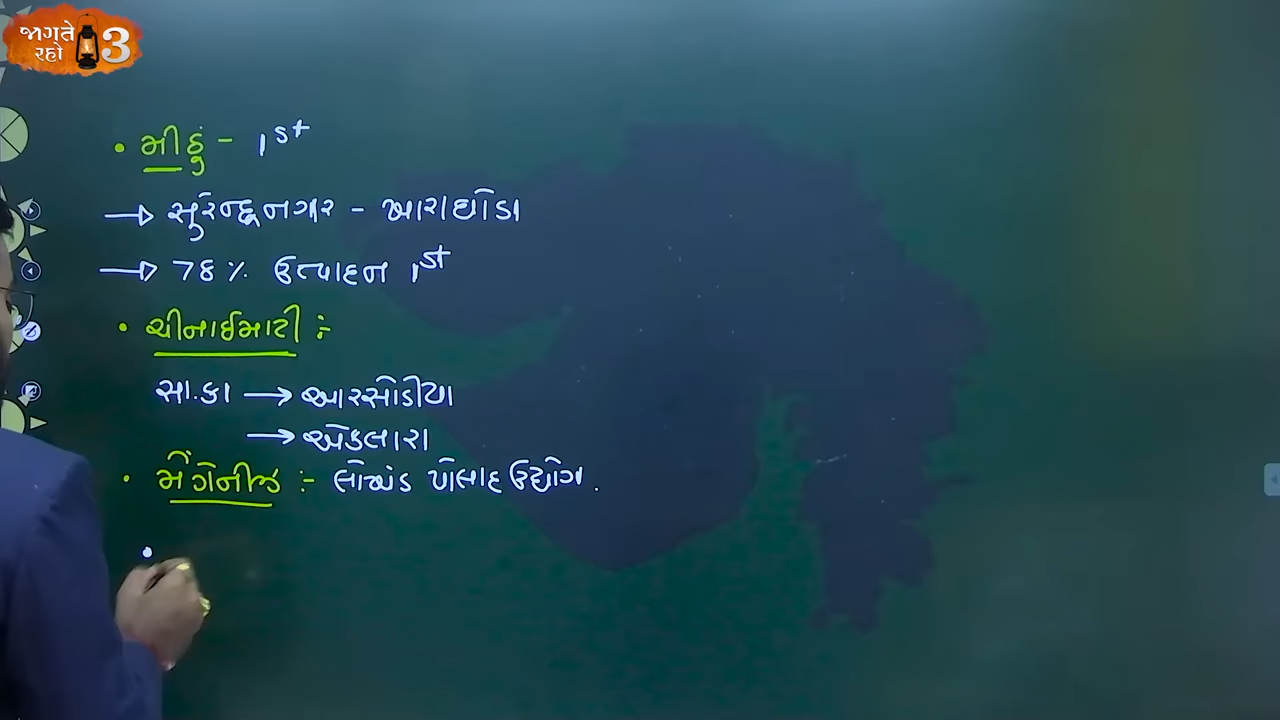 જાગતે
રહો 3
• મીઠું - 1st
→ સુરેન્દ્રનગર - ખારાઘોડા
→ 78% ઉત્પાદન 1st
• ચીનાઈમાટી :-
સા.કા → આરસોડીયા
→ એકલારા
• મેંગેનીઝ :- લોખંડ પોલાદ ઉદ્યોગ.